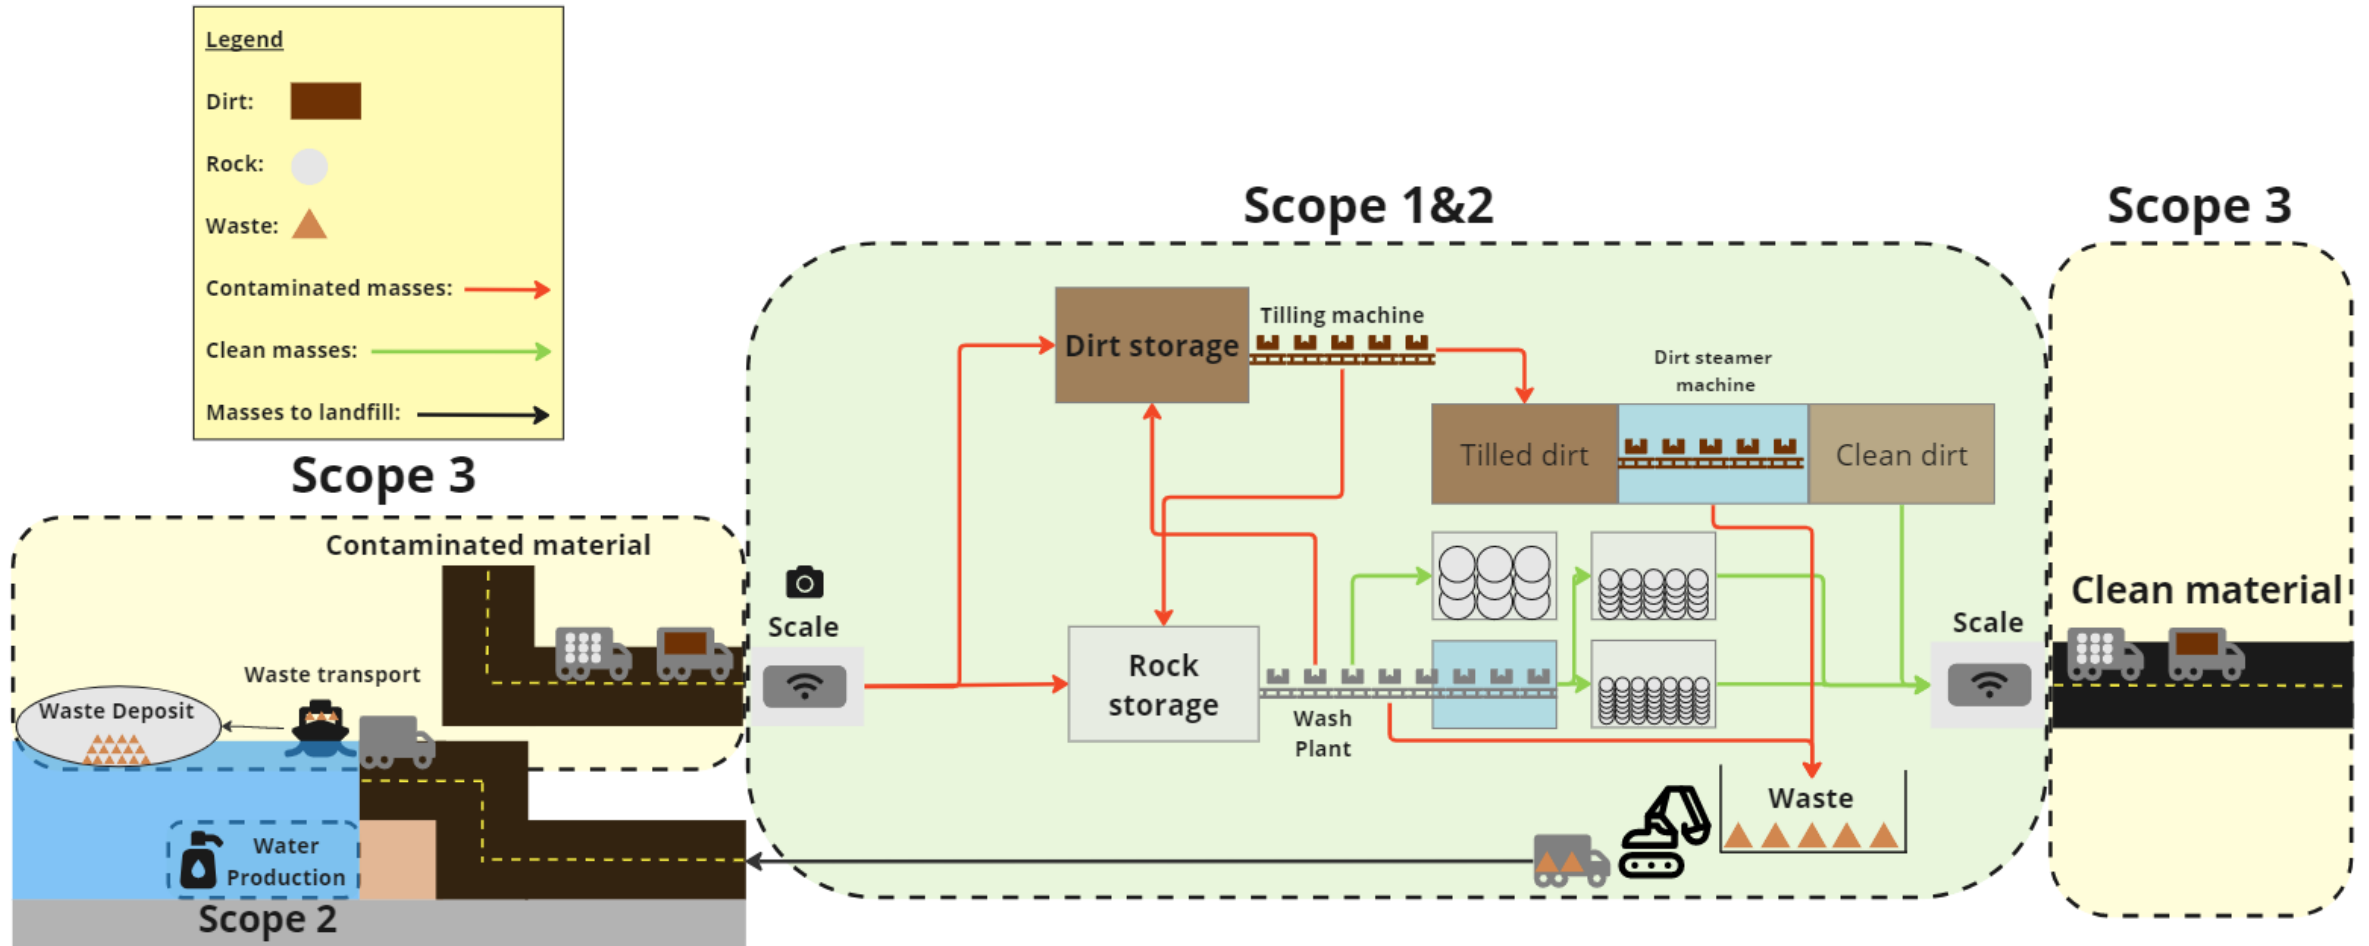 Legend
Dirt:
Rock:
Waste:
Contaminated masses:
Clean masses:
Masses to landfill:
Scope 3
Contaminated material
Waste transport
Waste Deposit
Water
Production
Scope 2
Scope 1&2
Scale
Dirt storage
Tilling machine
Dirt steamer
machine
Tilled dirt
Clean dirt
Rock
storage
Wash
Plant
Waste
Scale
Scope 3
Clean material